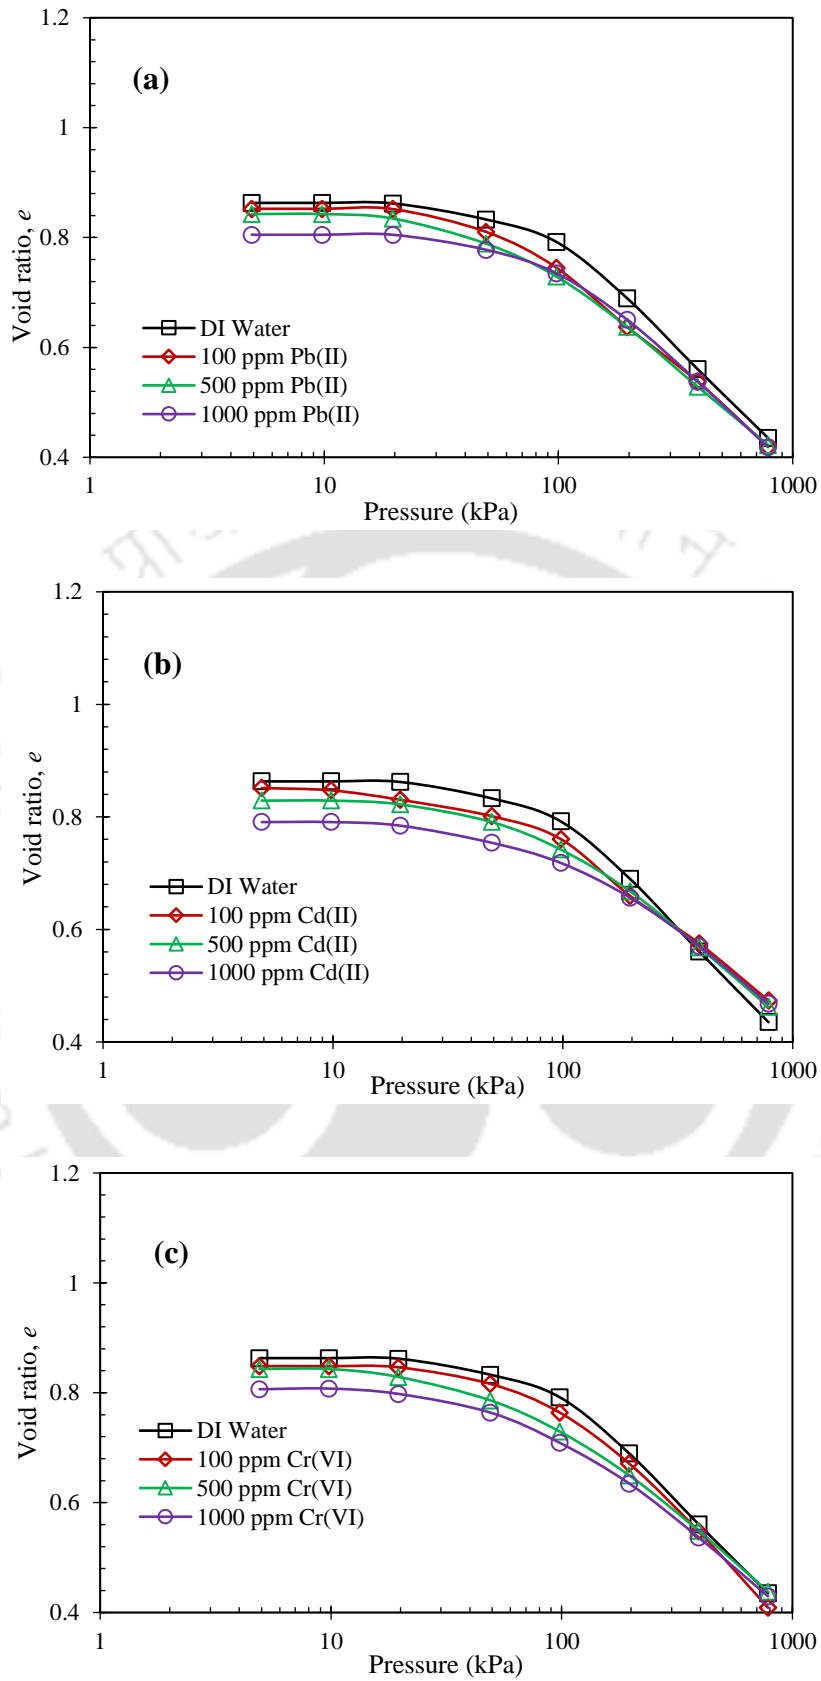 1.2
(a)
1
0.8
0.6
0.4
Void ratio, e
DI Water
100 ppm Pb(II)
500 ppm Pb(II)
1000 ppm Pb(II)
1 10 100 1000
Pressure (kPa)
1.2
(b)
1
0.8
0.6
0.4
Void ratio, e
DI Water
100 ppm Cd(II)
500 ppm Cd(II)
1000 ppm Cd(II)
1 10 100 1000
Pressure (kPa)
1.2
(c)
1
0.8
0.6
0.4
Void ratio, e
DI Water
100 ppm Cr(VI)
500 ppm Cr(VI)
1000 ppm Cr(VI)
1 10 100 1000
Pressure (kPa)